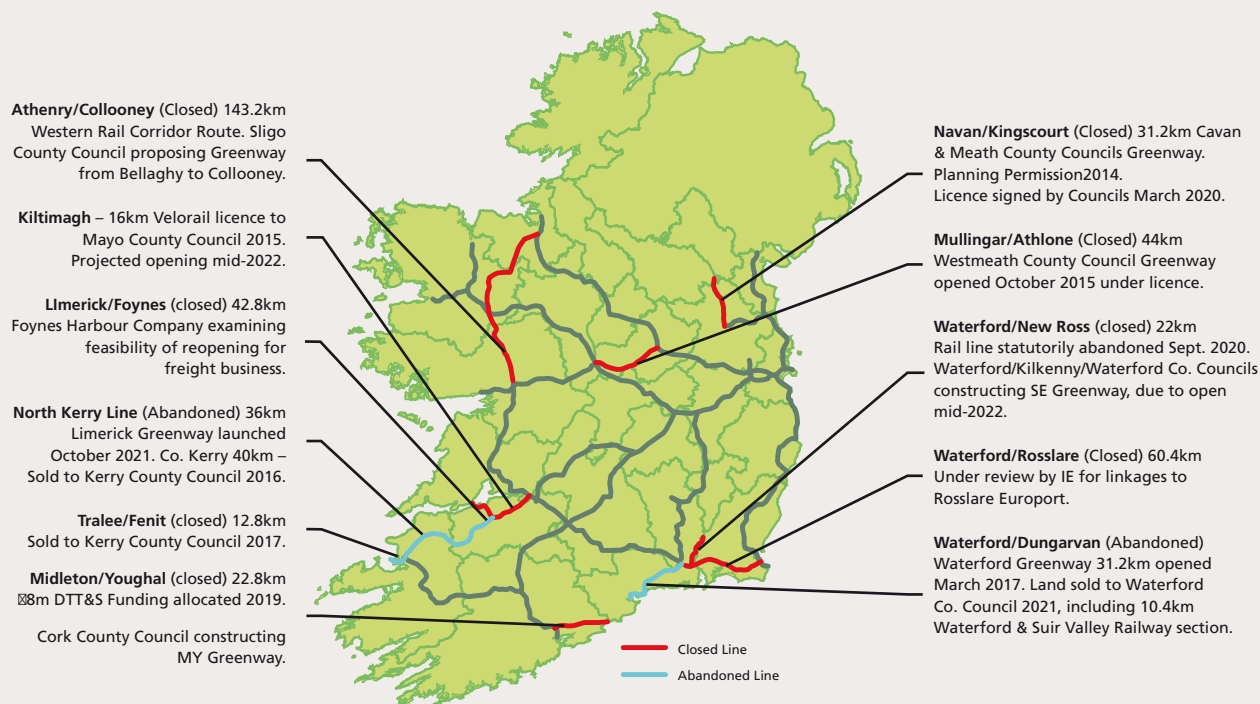 Athenry/Collooney (Closed) 143.2km
Western Rail Corridor Route. Sligo
County Council proposing Greenway
from Bellaghy to Collooney.
Kiltimagh – 16km Velorail licence to
Mayo County Council 2015.
Projected opening mid-2022.
LImerick/Foynes (closed) 42.8km
Foynes Harbour Company examining
feasibility of reopening for
freight business.
North Kerry Line (Abandoned) 36km
Limerick Greenway launched
October 2021. Co. Kerry 40km –
Sold to Kerry County Council 2016.
Tralee/Fenit (closed) 12.8km
Sold to Kerry County Council 2017.
Midleton/Youghal (closed) 22.8km
8m DTT&S Funding allocated 2019.
Cork County Council constructing
MY Greenway.
Navan/Kingscourt (Closed) 31.2km Cavan
& Meath County Councils Greenway.
Planning Permission2014.
Licence signed by Councils March 2020.
Mullingar/Athlone (Closed) 44km
Westmeath County Council Greenway
opened October 2015 under licence.
Waterford/New Ross (closed) 22km
Rail line statutorily abandoned Sept. 2020.
Waterford/Kilkenny/Waterford Co. Councils
constructing SE Greenway, due to open
mid-2022.
Waterford/Rosslare (Closed) 60.4km
Under review by IE for linkages to
Rosslare Europort.
Waterford/Dungarvan (Abandoned)
Waterford Greenway 31.2km opened
March 2017. Land sold to Waterford
Co. Council 2021, including 10.4km
Waterford & Suir Valley Railway section.
Closed Line
Abandoned Line